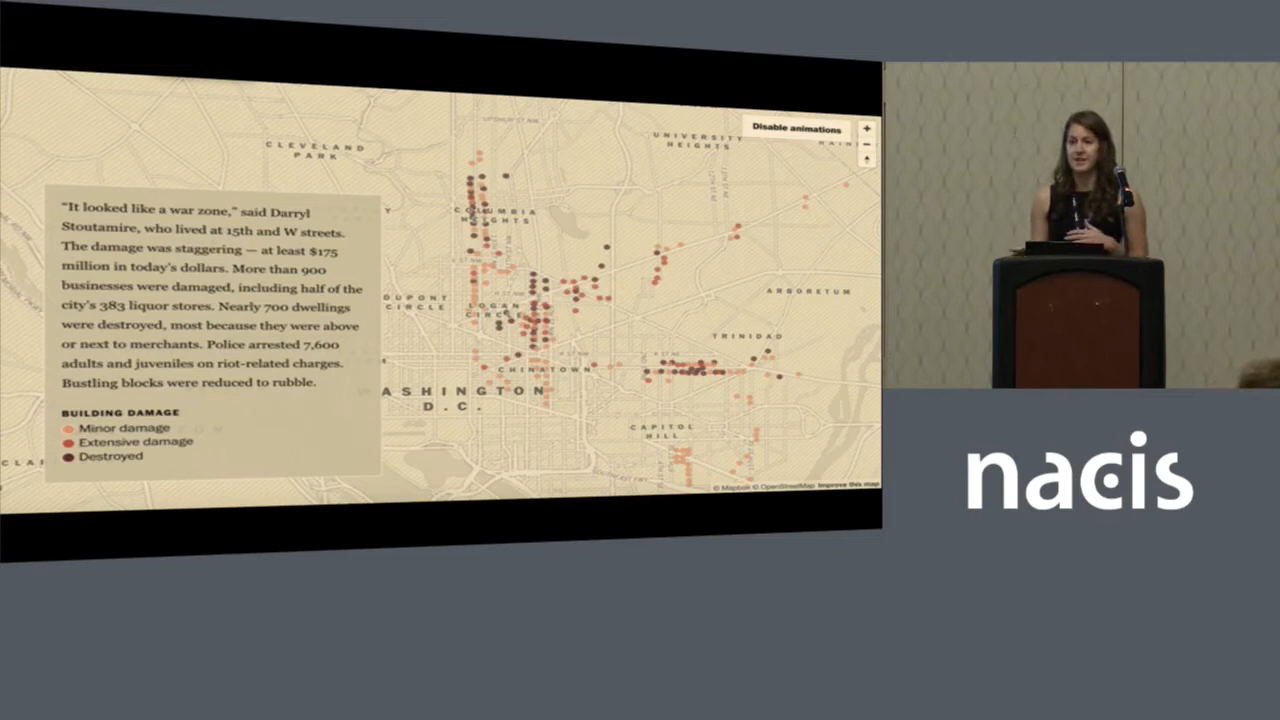 UPSHUR ST NW
Disable animations
+
−
CLEVELAND
PARK
UNIVERSITY
HEIGHTS
"It looked like a war zone," said Darryl
Stoutamire, who lived at 15th and W streets.
The damage was staggering — at least $175
million in today's dollars. More than 900
businesses were damaged, including half of the
city's 383 liquor stores. Nearly 700 dwellings
were destroyed, most because they were above
or next to merchants. Police arrested 7,600
adults and juveniles on riot-related charges.
Bustling blocks were reduced to rubble.
BUILDING DAMAGE
Minor damage
Extensive damage
Destroyed
COLUMBIA
HEIGHTS
DUPONT
CIRCLE
LOGAN
CIRCLE
ARBORETUM
TRINIDAD
CHINATOWN
ASHINGTON
D.C.
CAPITOL
HILL
© Mapbox © OpenStreetMap Improve this map
nacis